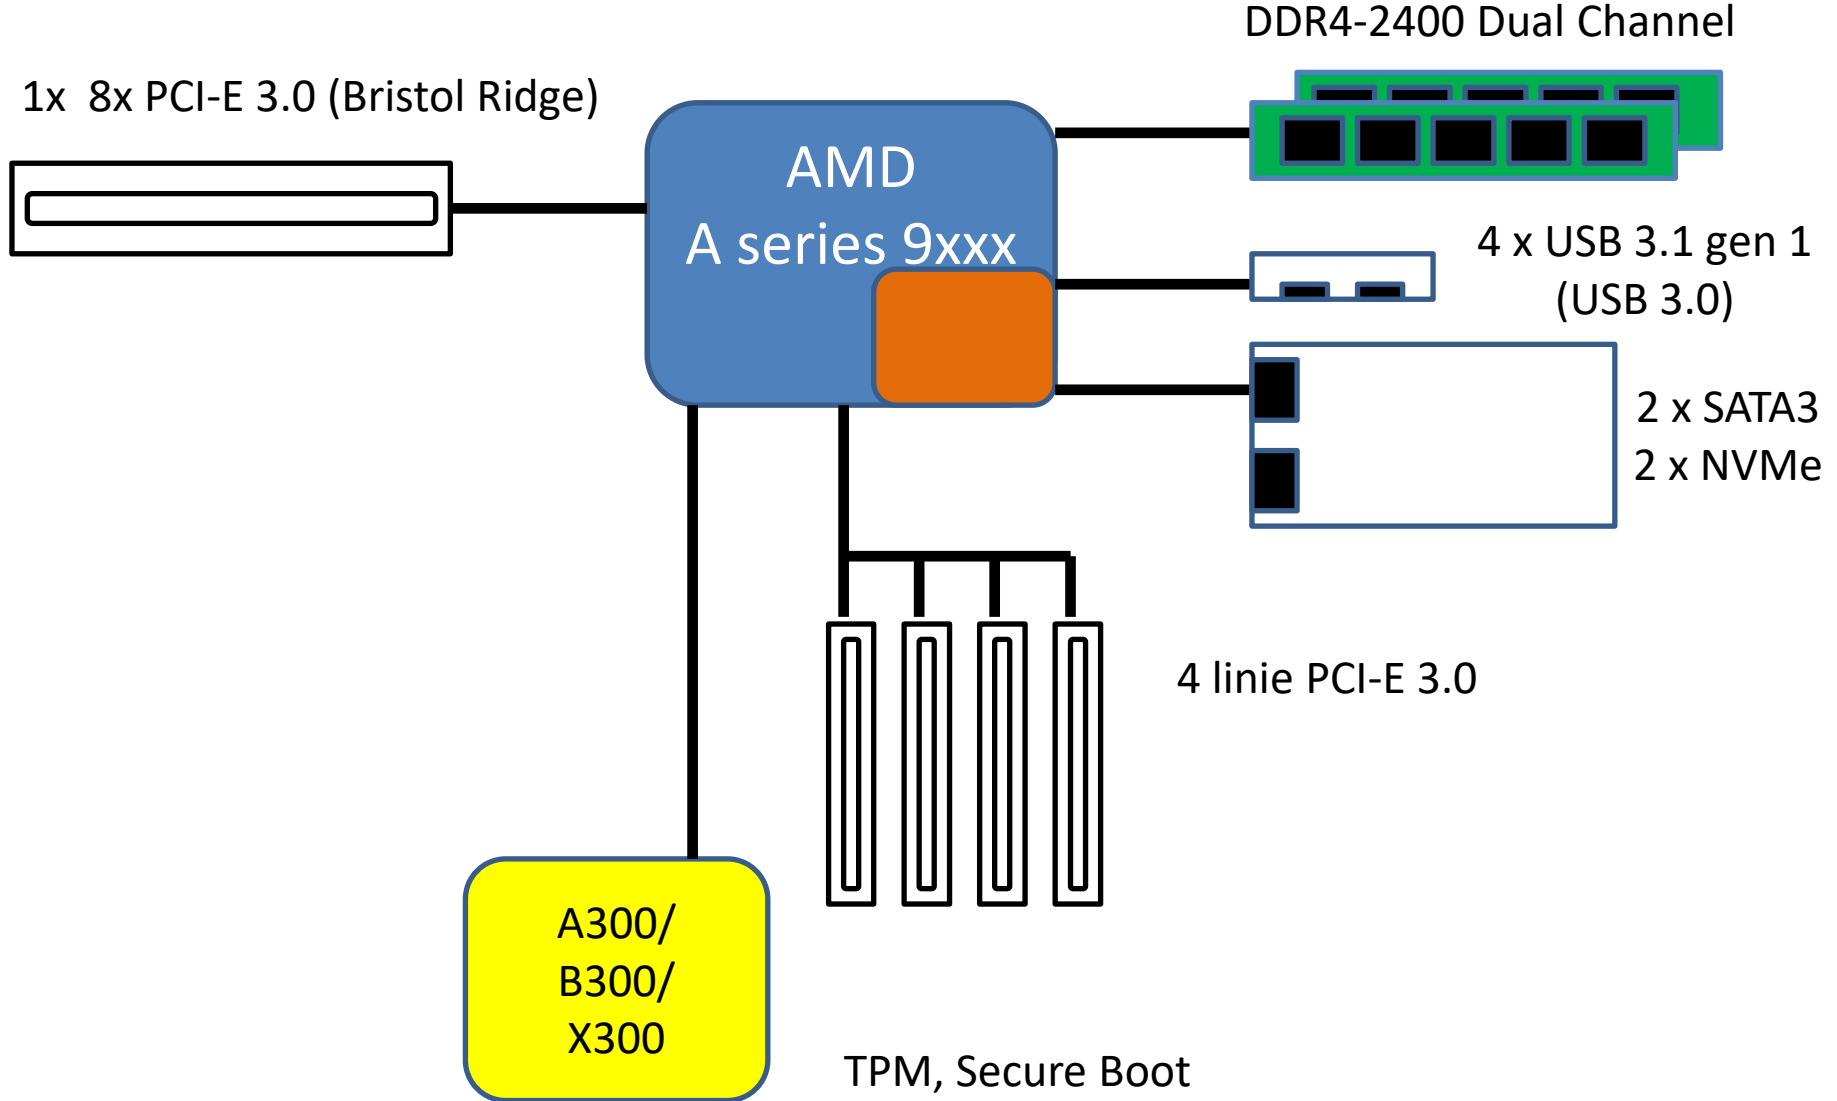 DDR4-2400 Dual Channel
1x 8x PCI-E 3.0 (Bristol Ridge)
AMD
A series 9xxx
4 x USB 3.1 gen 1
(USB 3.0)
2 x SATA3
2 x NVMe
4 linie PCI-E 3.0
A300/
B300/
X300
TPM, Secure Boot